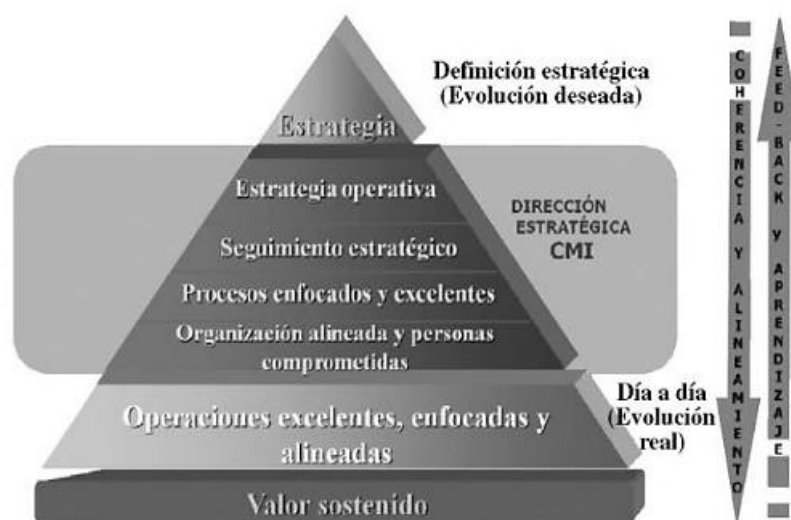 Definición estratégica
(Evolución deseada)
Estrategia
Estrategia operativa
DIRECCIÓN
ESTRATÉGICA
CMI
Seguimiento estratégico
Procesos enfocados y excelentes
Organización alineada y personas
comprometidas
Día a día
(Evolución
real)
Operaciones excelentes, enfocadas y
alineadas
Valor sostenido
COHERENCIA Y ALINEAMIENTO
FEED-BACK y APRENDIZAJE